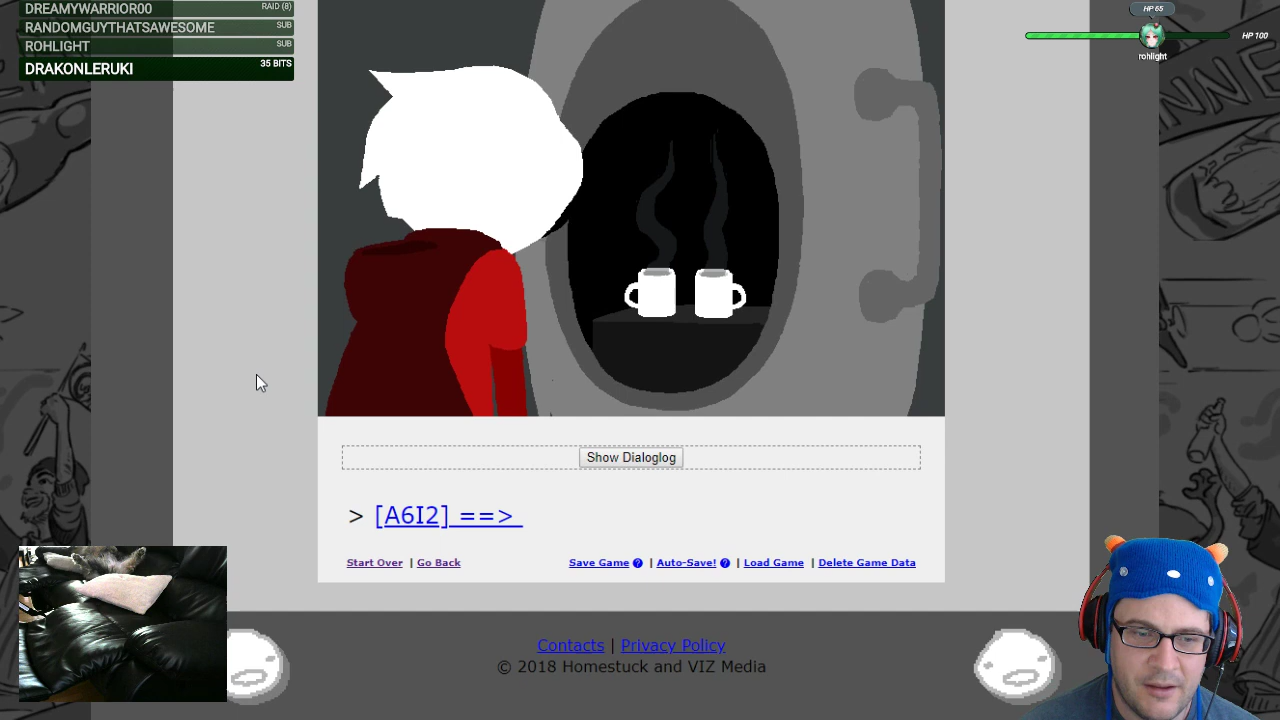 DREAMYWARRIOR00 RAID (8)
RANDOMGUYTHATSAWESOME SUB
ROHLIGHT SUB
DRAKONLERUKI 35 BITS
HP 65
HP 100
rohlight
NNE
Show Dialoglog
> [A6I2] ==>
Start Over | Go Back Save Game ? | Auto-Save! ? | Load Game | Delete Game Data
Contacts | Privacy Policy
© 2018 Homestuck and VIZ Media